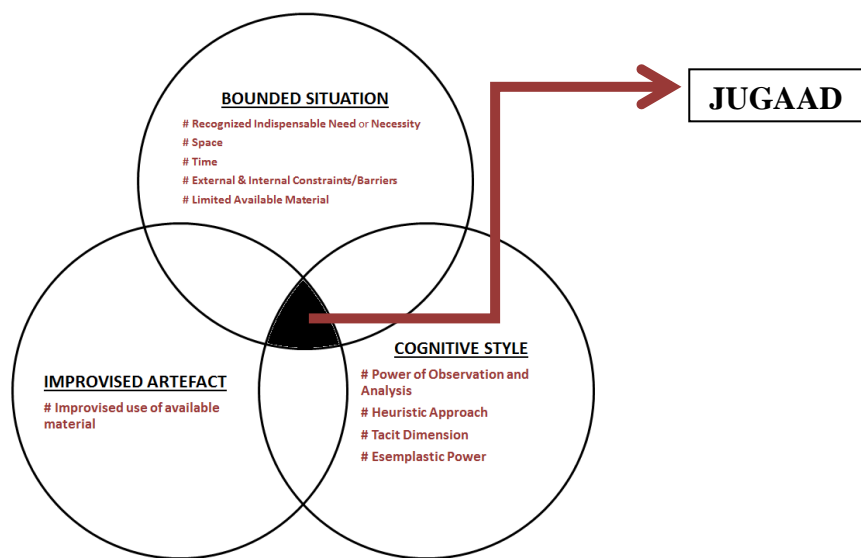 BOUNDED SITUATION
# Recognized Indispensable Need or Necessity
# Space
# Time
# External & Internal Constraints/Barriers
# Limited Available Material
JUGAAD
IMPROVISED ARTEFACT
# Improvised use of available
material
COGNITIVE STYLE
# Power of Observation and
Analysis
# Heuristic Approach
# Tacit Dimension
# Esemplastic Power